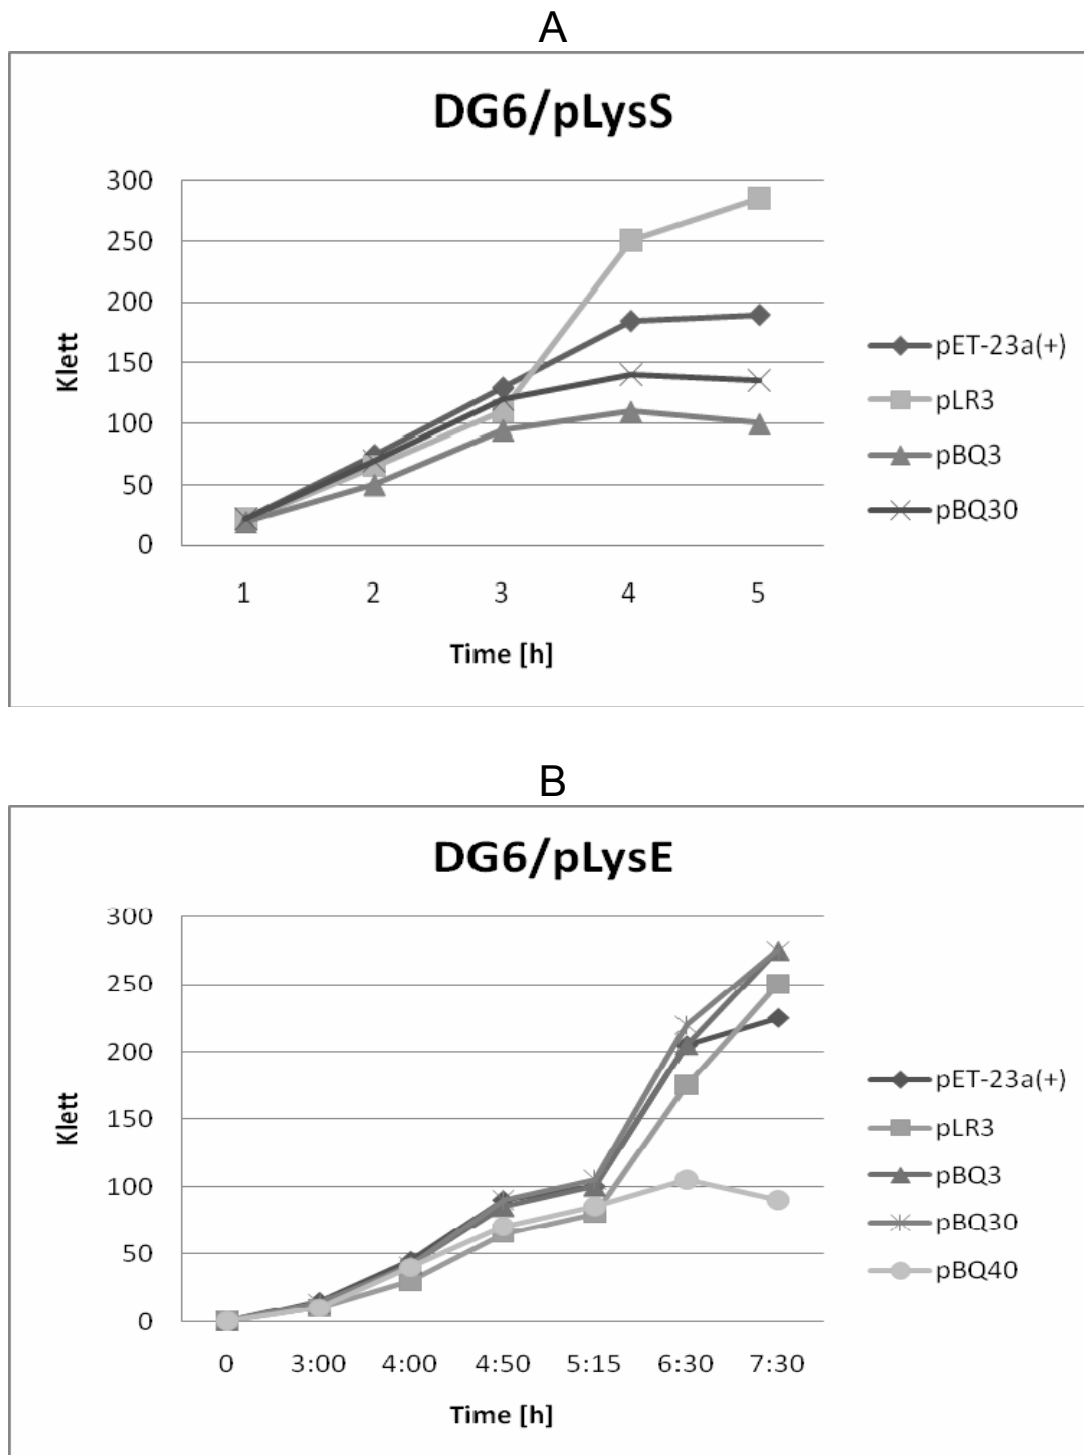 A
DG6/pLysS
300
250
200
150
100
50
0
Klett
1 2 3 4 5
Time [h]
pET-23a(+)
pLR3
pBQ3
pBQ30
B
DG6/pLysE
300
250
200
150
100
50
0
Klett
0 3:00 4:00 4:50 5:15 6:30 7:30
Time [h]
pET-23a(+)
pLR3
pBQ3
pBQ30
pBQ40